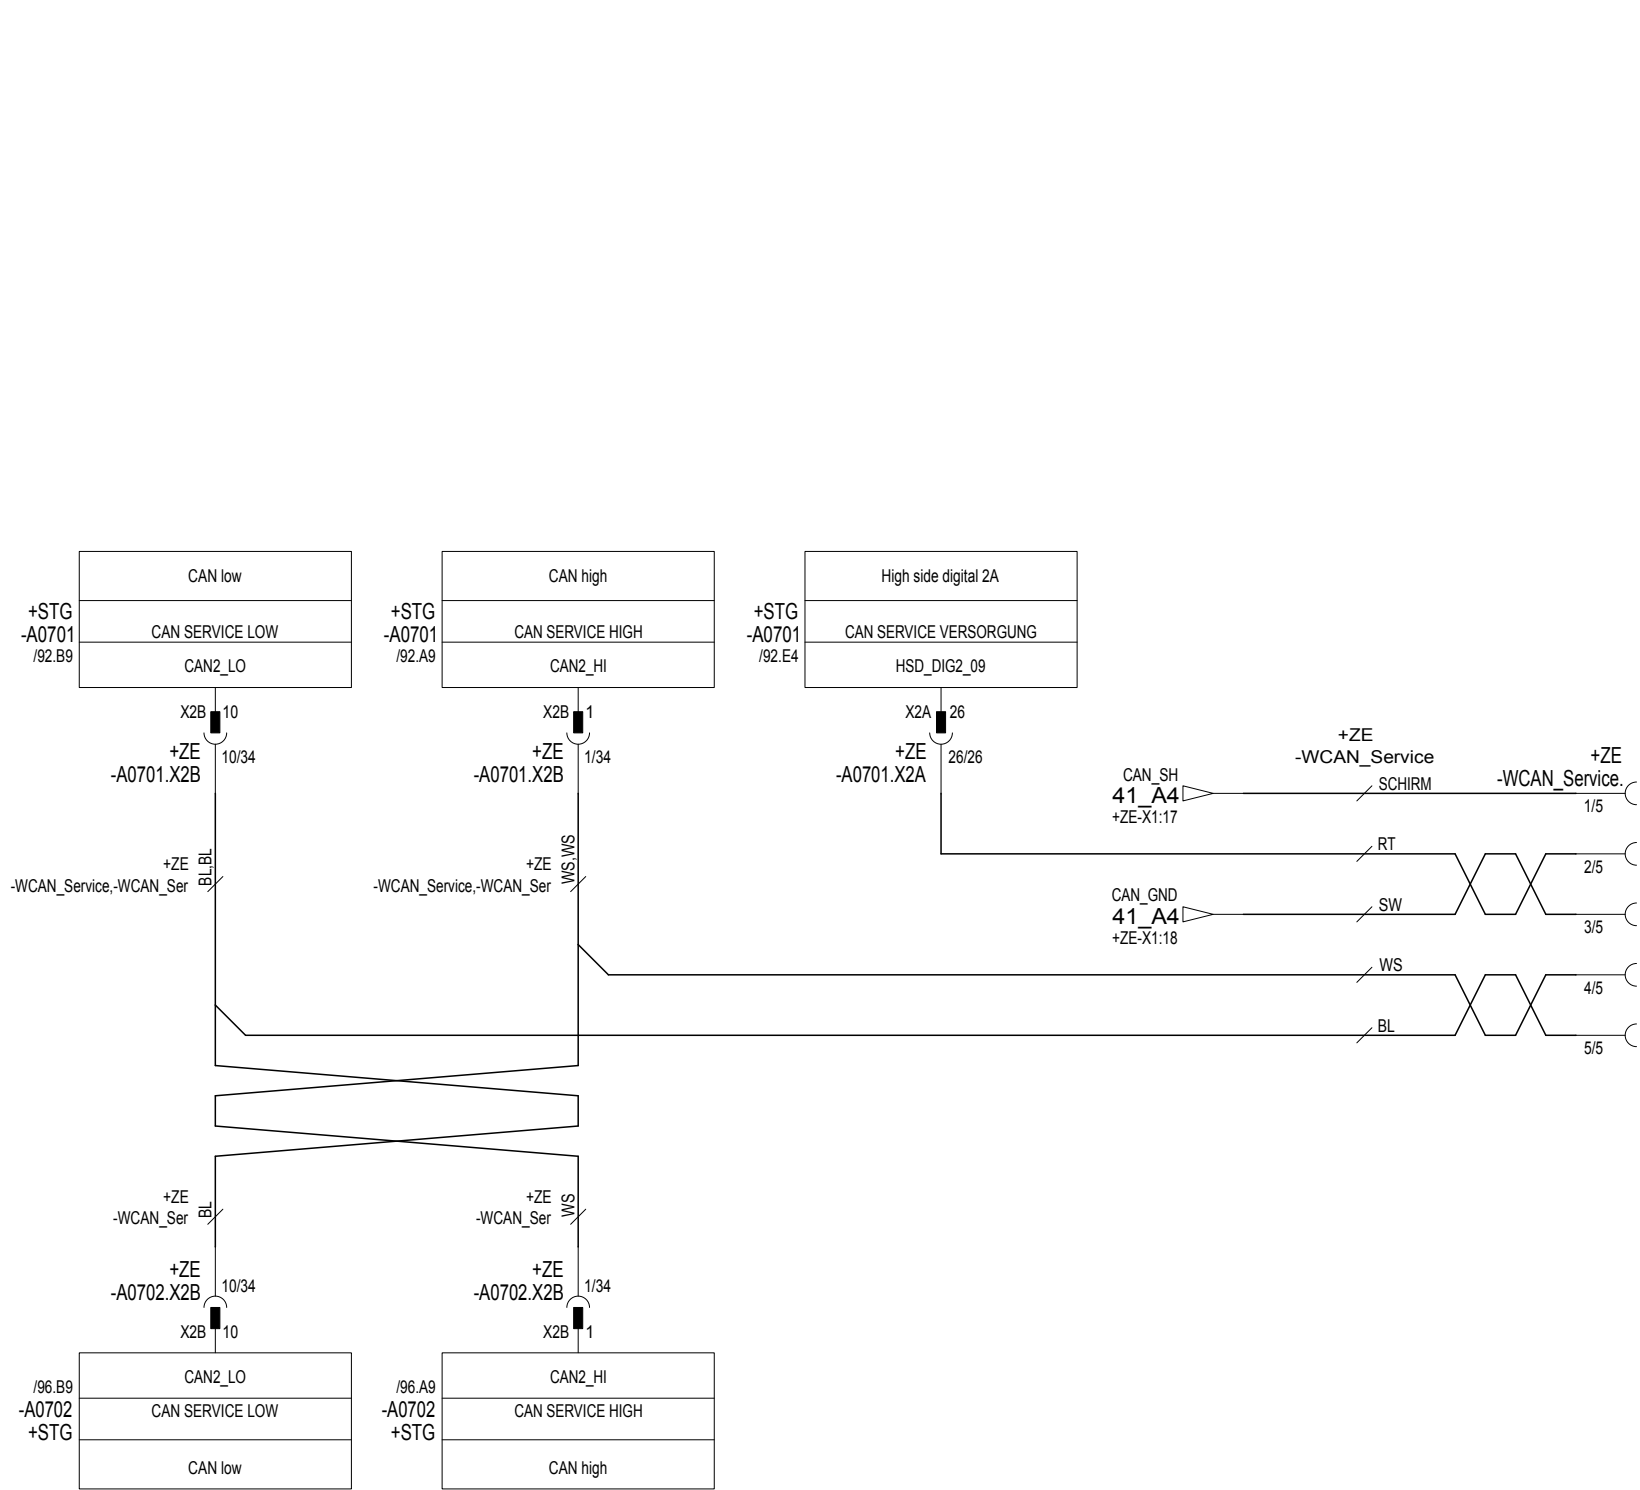 CAN low
+STG
-A0701
/92.B9
CAN SERVICE LOW
CAN2_LO
X2B 10
+ZE
-A0701.X2B
10/34
CAN high
+STG
-A0701
/92.A9
CAN SERVICE HIGH
CAN2_HI
X2B 1
+ZE
-A0701.X2B
1/34
High side digital 2A
+STG
-A0701
/92.E4
CAN SERVICE VERSORGUNG
HSD_DIG2_09
X2A 26
+ZE
-A0701.X2A
26/26
+ZE
-WCAN_Service
+ZE
-WCAN_Service.
CAN_SH
41_A4
+ZE-X1:17
SCHIRM
1/5
RT
2/5
CAN_GND
41_A4
+ZE-X1:18
SW
3/5
WS
4/5
BL
5/5
+ZE
-WCAN_Service,-WCAN_Ser
BL,BL
+ZE
-WCAN_Service,-WCAN_Ser
WS,WS
+ZE
-WCAN_Ser
BL
+ZE
-WCAN_Ser
WS
+ZE
-A0702.X2B
10/34
X2B 10
+ZE
-A0702.X2B
1/34
X2B 1
CAN2_LO
/96.B9
-A0702
+STG
CAN SERVICE LOW
CAN low
CAN2_HI
/96.A9
-A0702
+STG
CAN SERVICE HIGH
CAN high